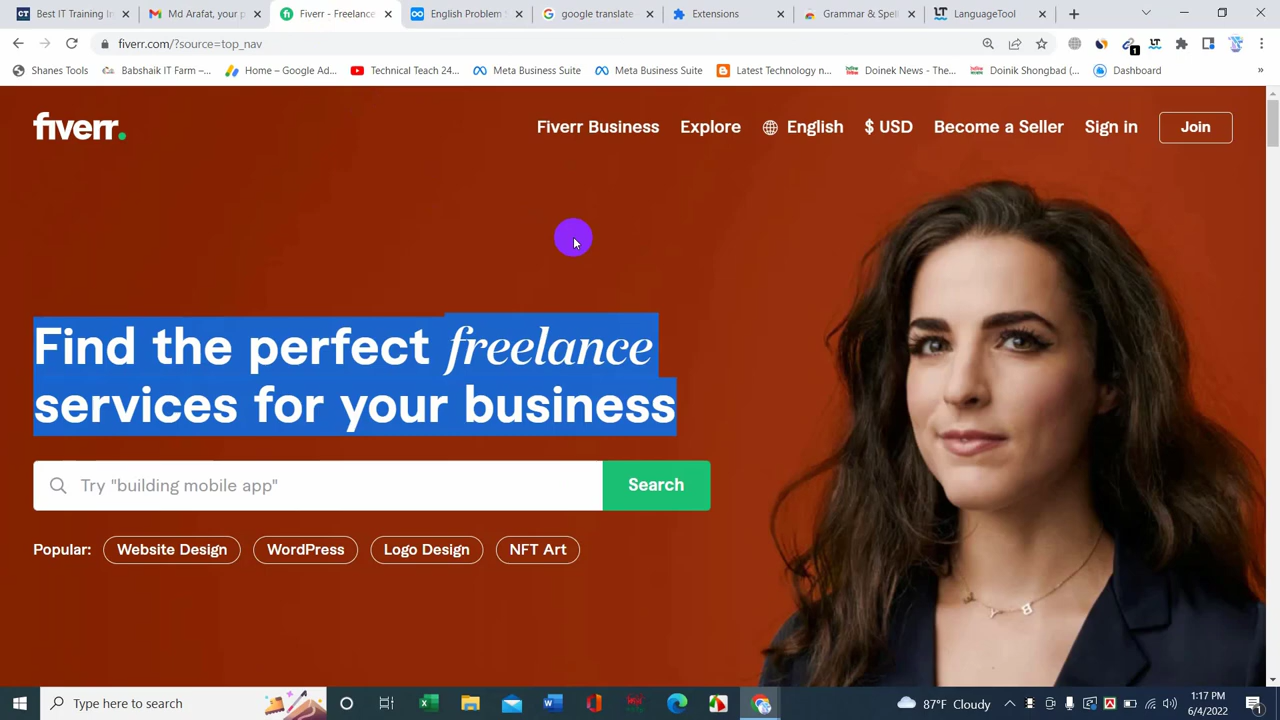 Best IT Training In
Md Arafat, your r
Fiverr - Freelance
English Problem
google translate
Extensions
Grammar & Spell
LanguageTool
fiverr.com/?source=top_nav
1
Shanes Tools
Babshaik IT Farm –...
Home – Google Ad...
Technical Teach 24...
Meta Business Suite
Meta Business Suite
Latest Technology n...
Doinek News - The...
Doinik Shongbad (...
Dashboard
»
fiverr.
Fiverr Business
Explore
English
$ USD
Become a Seller
Sign in
Join
Find the perfect freelance
services for your business
Try "building mobile app"
Search
Popular:
Website Design
WordPress
Logo Design
NFT Art
Type here to search
87°F Cloudy
1:17 PM
6/4/2022
1